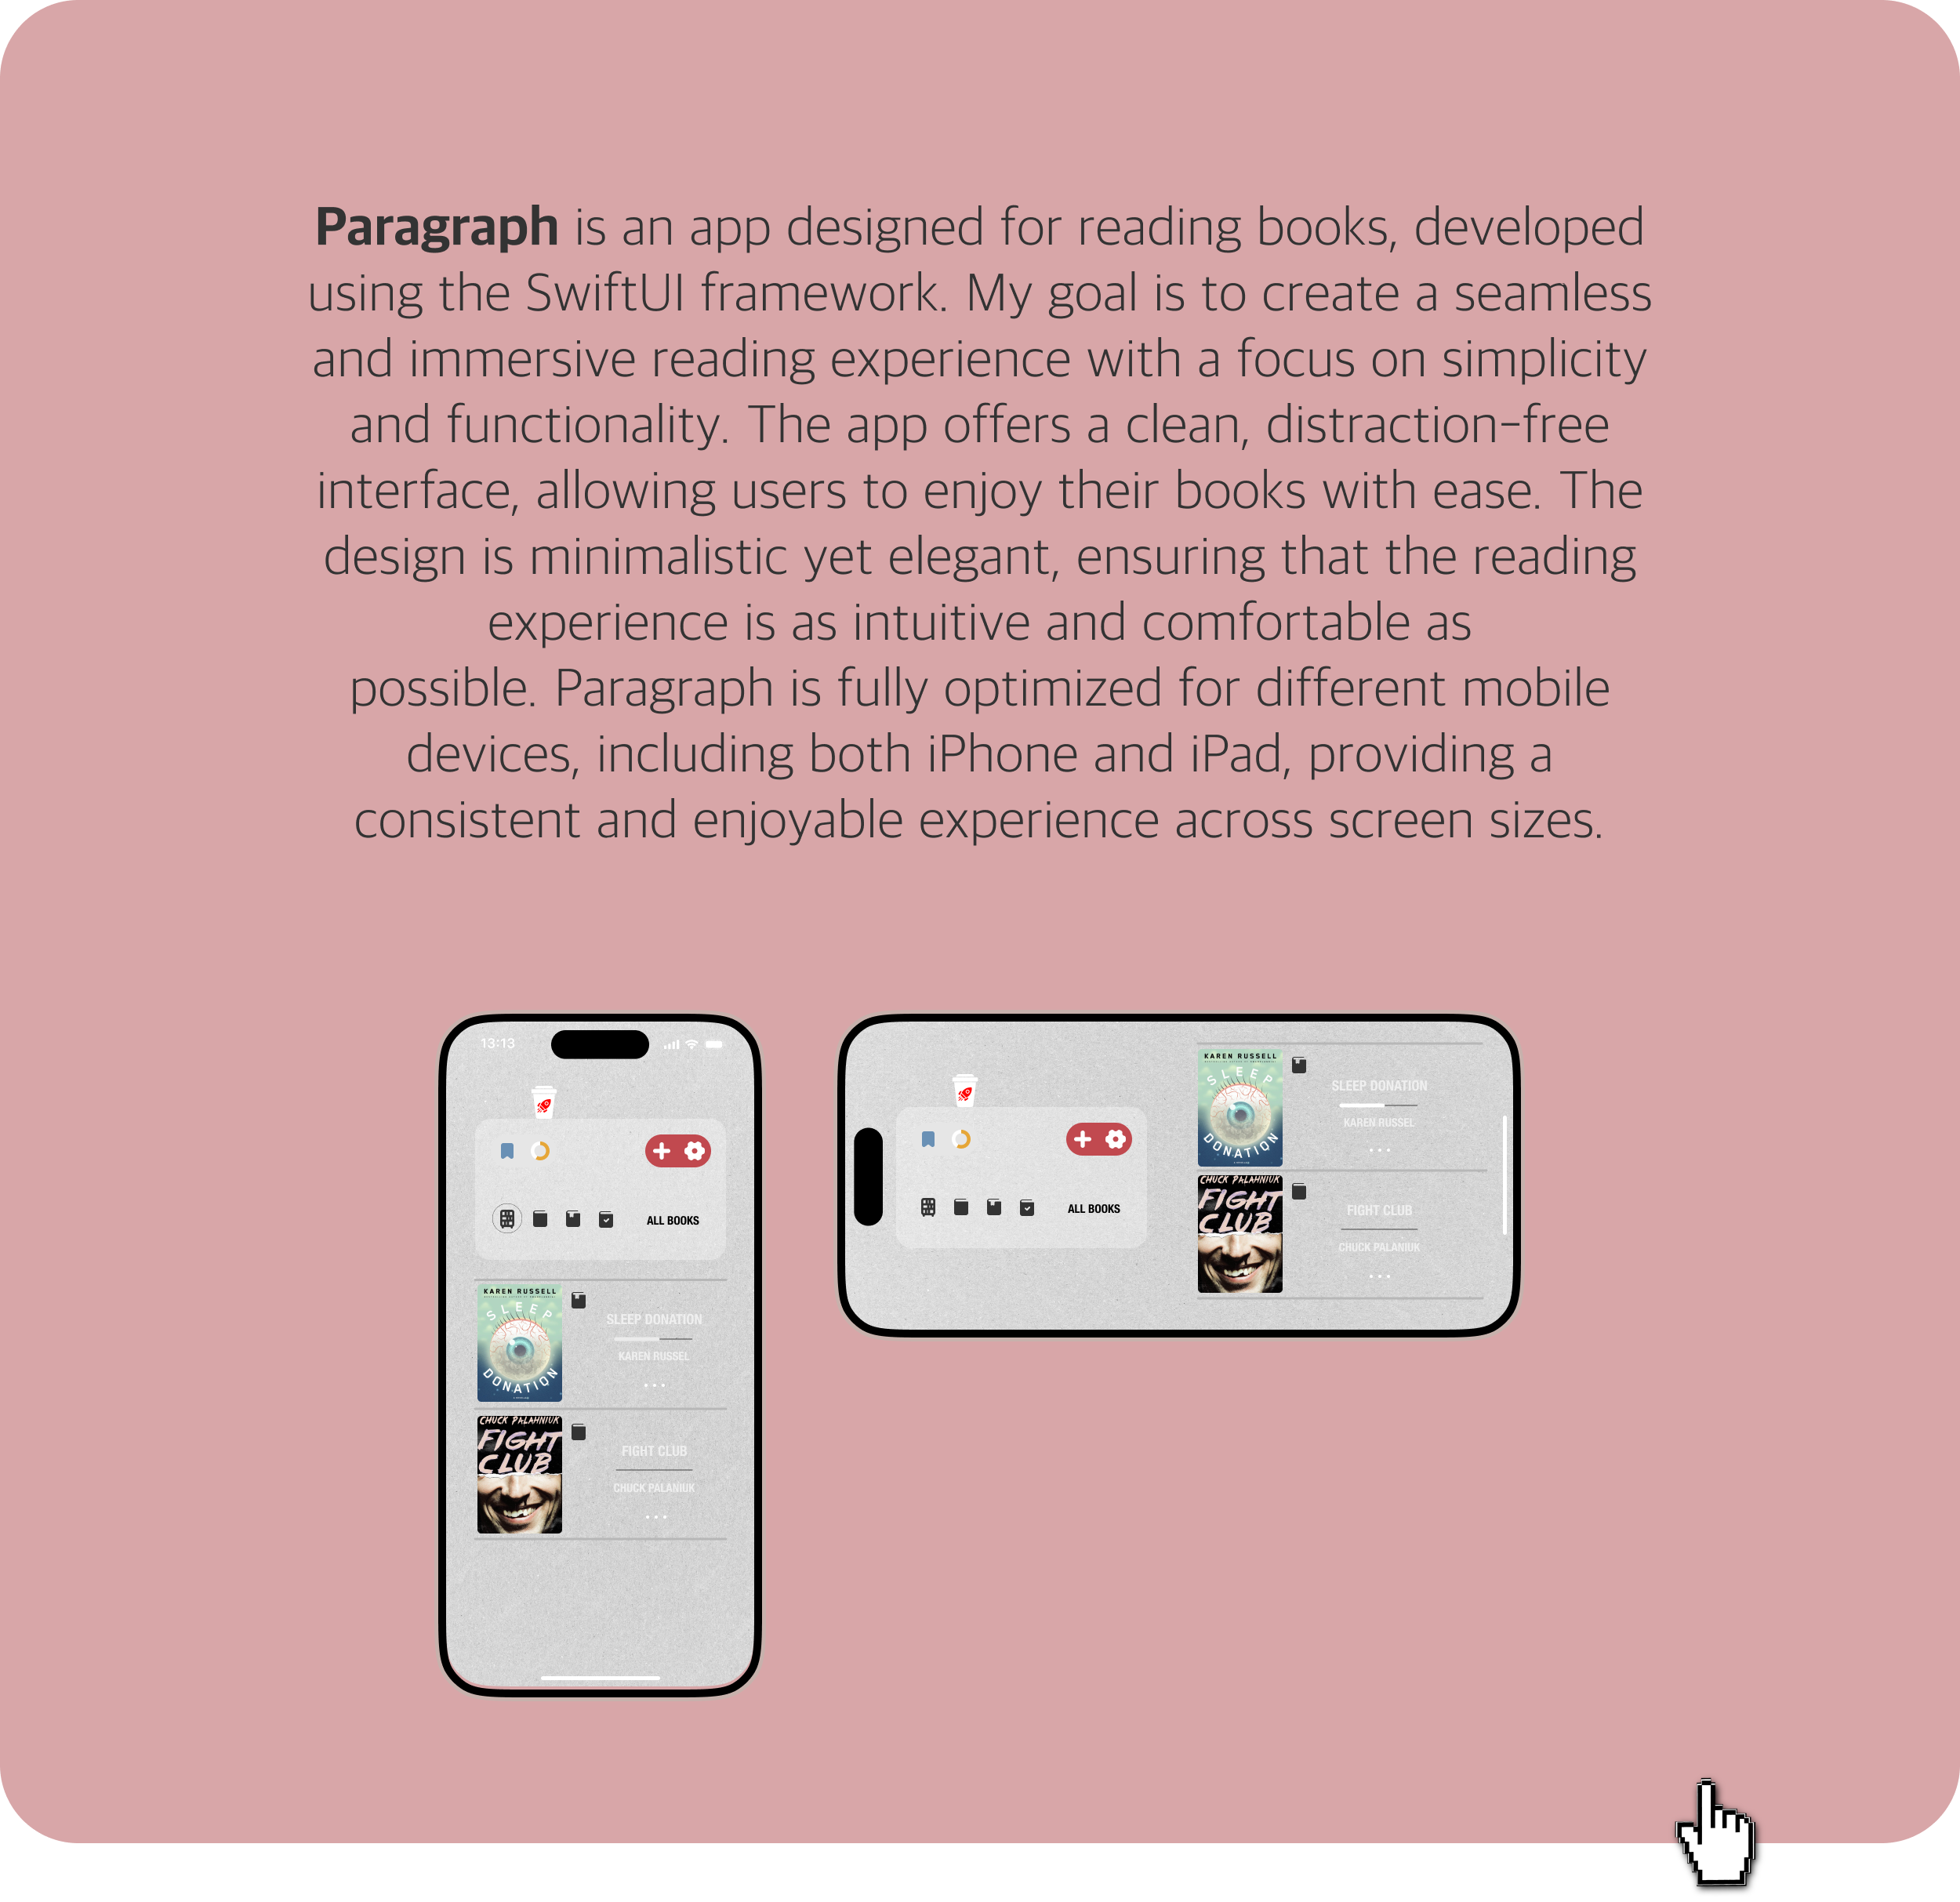 Paragraph is an app designed for reading books, developed
using the SwiftUI framework. My goal is to create a seamless
and immersive reading experience with a focus on simplicity
and functionality. The app offers a clean, distraction-free
interface, allowing users to enjoy their books with ease. The
design is minimalistic yet elegant, ensuring that the reading
experience is as intuitive and comfortable as
possible. Paragraph is fully optimized for different mobile
devices, including both iPhone and iPad, providing a
consistent and enjoyable experience across screen sizes.
13:13
ALL BOOKS
KAREN RUSSELL
SLEEP
DONATION
SLEEP DONATION
KAREN RUSSEL
CHUCK PALAHNIUK
FIGHT
CLUB
FIGHT CLUB
CHUCK PALANIUK
ALL BOOKS
KAREN RUSSELL
SLEEP
DONATION
SLEEP DONATION
KAREN RUSSEL
CHUCK PALAHNIUK
FIGHT
CLUB
FIGHT CLUB
CHUCK PALANIUK